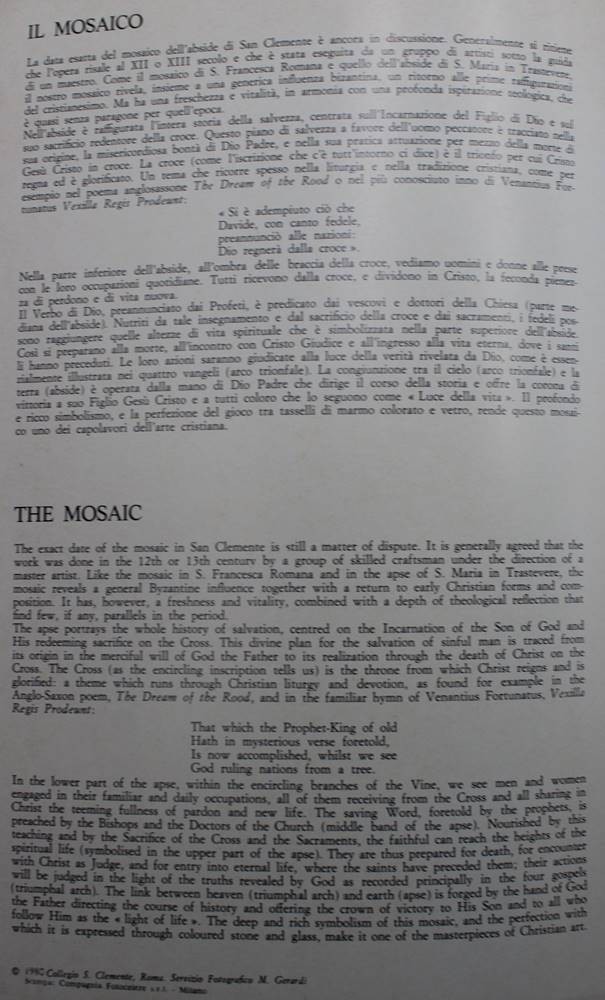 IL MOSAICO
La data esatta del mosaico dell'abside di San Clemente è ancora in discussione. Generalmente si ritiene
che l'opera risale al XII o XIII secolo e che è stata eseguita da un gruppo di artisti sotto la guida
di un maestro. Come il mosaico di S. Francesca Romana e quello dell'abside di S. Maria in Trastevere,
il nostro mosaico rivela, insieme a una generica influenza bizantina, un ritorno alle prime raffigurazioni
del cristianesimo. Ma ha una freschezza e vitalità, in armonia con una profonda ispirazione teologica, che
è quasi senza paragone per quell'epoca.
Nell'abside è raffigurata l'intera storia della salvezza, centrata sull'Incarnazione del Figlio di Dio e sul
suo sacrificio redentore della croce. Questo piano di salvezza a favore dell'uomo peccatore è tracciato nella
sua origine, la misericordiosa bontà di Dio Padre, e nella sua pratica attuazione per mezzo della morte di
Gesù Cristo in croce. La croce (come l'iscrizione che c'è tutt'intorno ci dice) è il trionfo per cui Cristo
regna ed è glorificato. Un tema che ricorre spesso nella liturgia e nella tradizione cristiana, come per
esempio nel poema anglosassone The Dream of the Rood o nel più conosciuto inno di Venantius For-
tunatus Vexilla Regis Prodeunt:
« Si è adempiuto ciò che
Davide, con canto fedele,
preannunciò alle nazioni:
Dio regnerà dalla croce ».
Nella parte inferiore dell'abside, all'ombra delle braccia della croce, vediamo uomini e donne alle prese
con le loro occupazioni quotidiane. Tutti ricevono dalla croce, e dividono in Cristo, la feconda pienez-
za di perdono e di vita nuova.
Il Verbo di Dio, preannunciato dai Profeti, è predicato dai vescovi e dottori della Chiesa (parte me-
diana dell'abside). Nutriti da tale insegnamento e dal sacrificio della croce e dai sacramenti, i fedeli pos-
sono raggiungere quelle altezze di vita spirituale che è simbolizzata nella parte superiore dell'abside.
Così si preparano alla morte, all'incontro con Cristo Giudice e all'ingresso alla vita eterna, dove i santi
li hanno preceduti. Le loro azioni saranno giudicate alla luce della verità rivelata da Dio, come è essen-
zialmente illustrata nei quattro vangeli (arco trionfale). La congiunzione tra il cielo (arco trionfale) e la
terra (abside) è operata dalla mano di Dio Padre che dirige il corso della storia e offre la corona di
vittoria a suo Figlio Gesù Cristo e a tutti coloro che lo seguono come « Luce della vita ». Il profondo
e ricco simbolismo, e la perfezione del gioco tra tasselli di marmo colorato e vetro, rende questo mosai-
co uno dei capolavori dell'arte cristiana.
THE MOSAIC
The exact date of the mosaic in San Clemente is still a matter of dispute. It is generally agreed that the
work was done in the 12th or 13th century by a group of skilled craftsman under the direction of a
master artist. Like the mosaic in S. Francesca Romana and in the apse of S. Maria in Trastevere, the
mosaic reveals a general Byzantine influence together with a return to early Christian forms and com-
position. It has, however, a freshness and vitality, combined with a depth of theological reflection that
find few, if any, parallels in the period.
The apse portrays the whole history of salvation, centred on the Incarnation of the Son of God and
His redeeming sacrifice on the Cross. This divine plan for the salvation of sinful man is traced from
its origin in the merciful will of God the Father to its realization through the death of Christ on the
Cross. The Cross (as the encircling inscription tells us) is the throne from which Christ reigns and is
glorified: a theme which runs through Christian liturgy and devotion, as found for example in the
Anglo-Saxon poem, The Dream of the Rood, and in the familiar hymn of Venantius Fortunatus, Vexilla
Regis Prodeunt:
That which the Prophet-King of old
Hath in mysterious verse foretold,
Is now accomplished, whilst we see
God ruling nations from a tree.
In the lower part of the apse, within the encircling branches of the Vine, we see men and women
engaged in their familiar and daily occupations, all of them receiving from the Cross and all sharing in
Christ the teeming fullness of pardon and new life. The saving Word, foretold by the prophets, is
preached by the Bishops and the Doctors of the Church (middle band of the apse). Nourished by this
teaching and by the Sacrifice of the Cross and the Sacraments, the faithful can reach the heights of the
spiritual life (symbolised in the upper part of the apse). They are thus prepared for death, for encounter
with Christ as Judge, and for entry into eternal life, where the saints have preceded them; their actions
will be judged in the light of the truths revealed by God as recorded principally in the four gospels
(triumphal arch). The link between heaven (triumphal arch) and earth (apse) is forged by the hand of God
the Father directing the course of history and offering the crown of victory to His Son and to all who
follow Him as the « light of life ». The deep and rich symbolism of this mosaic, and the perfection with
which it is expressed through coloured stone and glass, make it one of the masterpieces of Christian art.
© Collegio S. Clemente, Roma. Servizio Fotografico M. Gerardi
Stampa: Compagnia Fotocelere s.r.l. - Milano